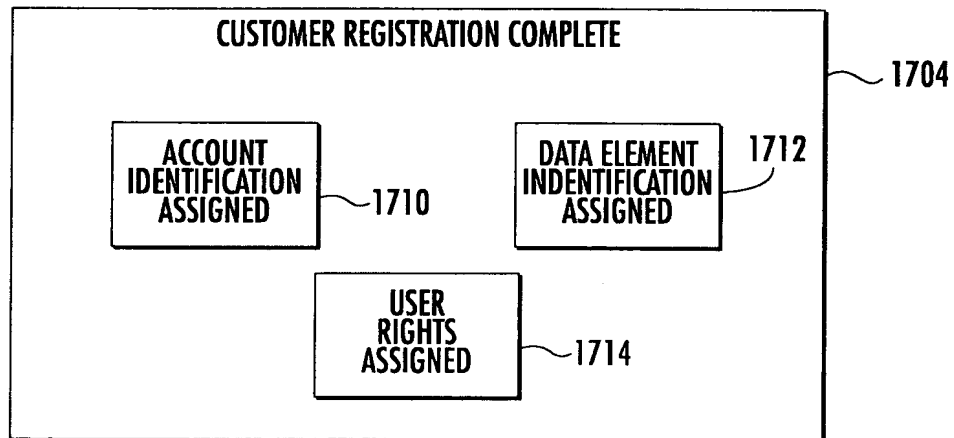 CUSTOMER REGISTRATION COMPLETE
1704
ACCOUNT
IDENTIFICATION
ASSIGNED
1710
DATA ELEMENT
INDENTIFICATION
ASSIGNED
1712
USER
RIGHTS
ASSIGNED
1714